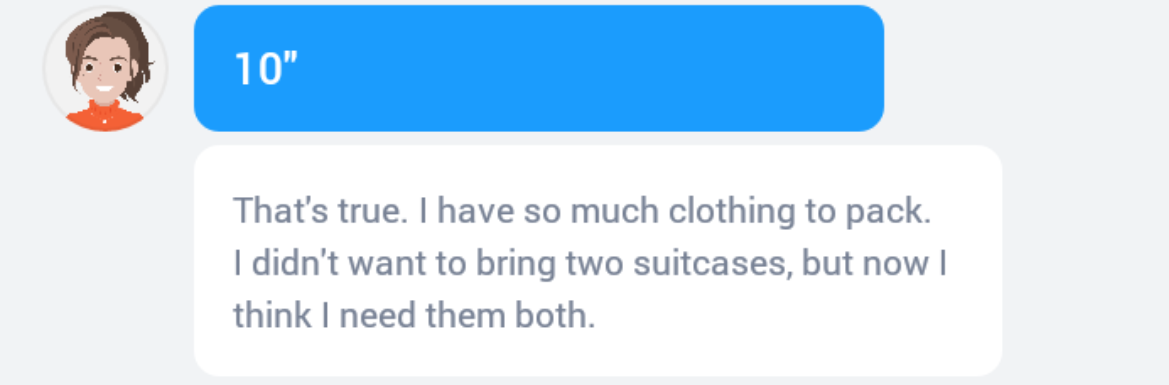 10"
That's true. I have so much clothing to pack.
I didn't want to bring two suitcases, but now I
think I need them both.